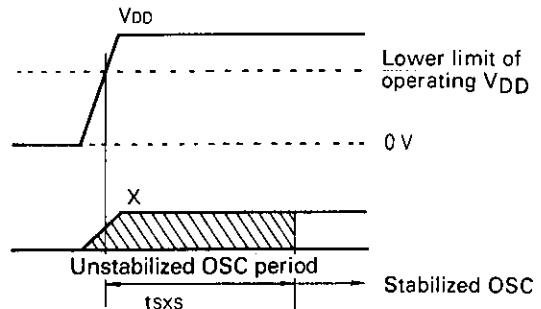 VDD
Lower limit of
operating VDD
0 V
X
Unstabilized OSC period
Stabilized OSC
tsxs